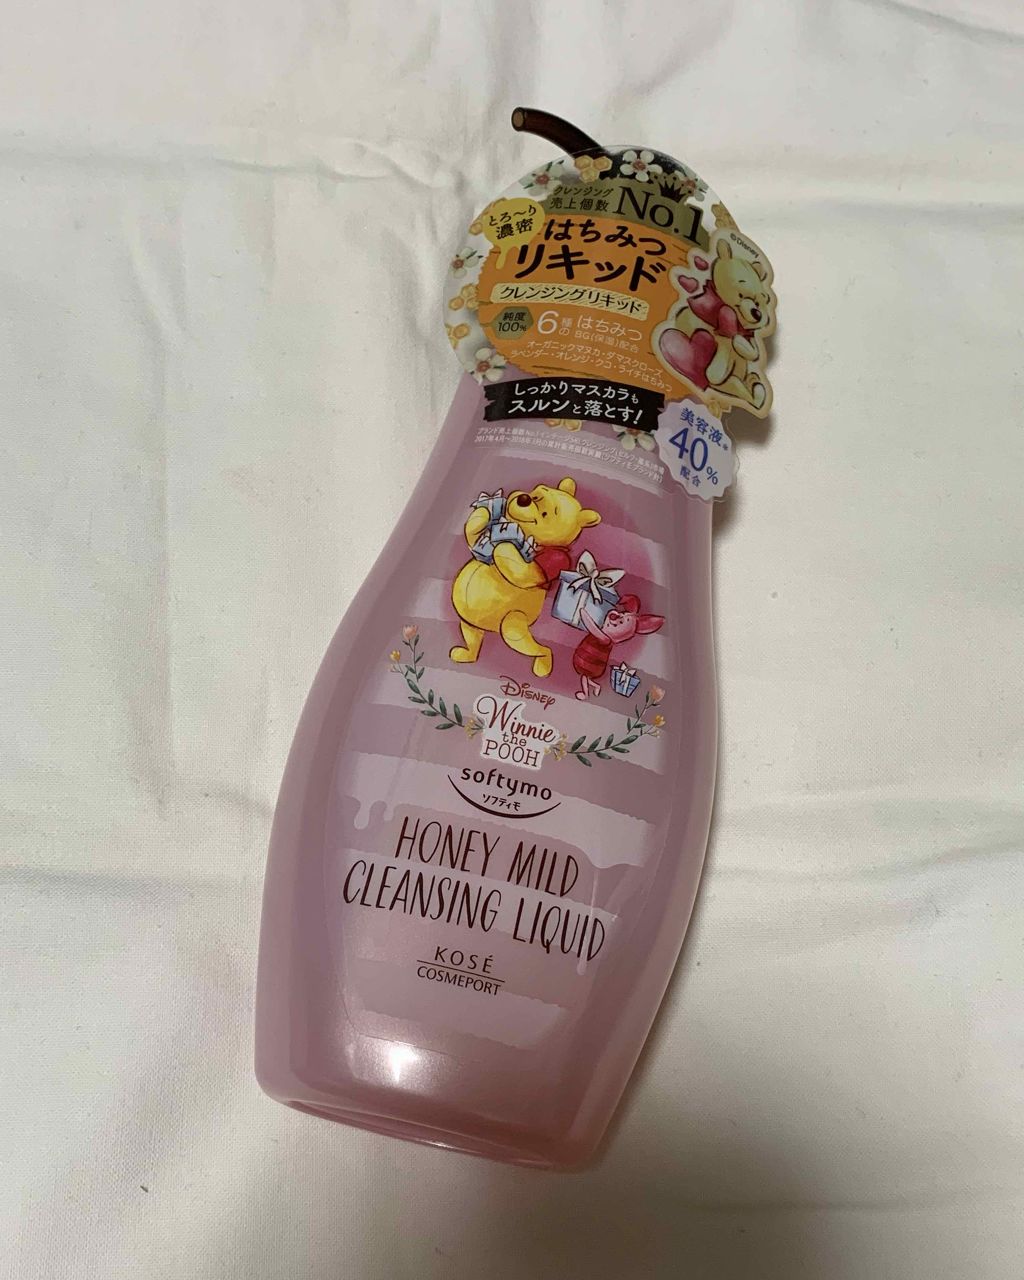 クレンジング
売上個数
No.1
とろ〜り
濃密
はちみつ
リキッド
©Disney
クレンジングリキッド
純度
100%
6種の
はちみつ
BG(保湿)配合
オーガニックマヌカ・ダマスクローズ
ラベンダー・オレンジ・クコ・ライチはちみつ
しっかりマスカラも
スルンと落とす!
美容液*
40%
配合
Disney
Winnie
the
POOH
softymo
ソフティモ
HONEY MILD
CLEANSING LIQUID
KOSÉ
COSMEPORT